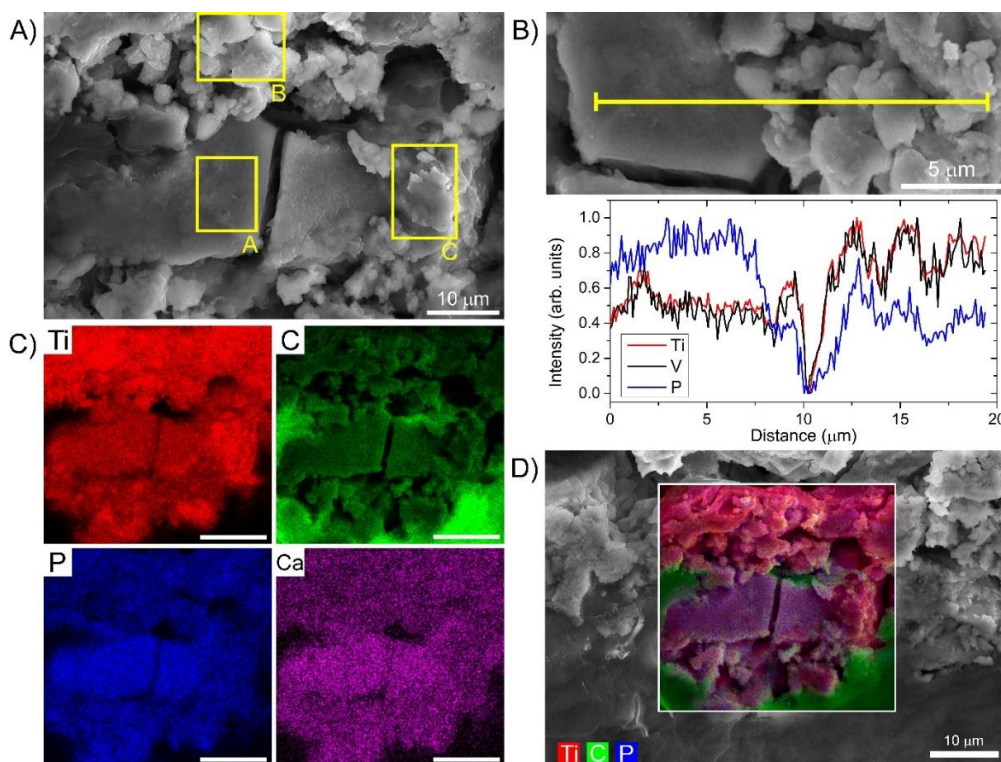 A)
B
A
C
10 μm
B)
5 μm
Intensity (arb. units)
1.0
0.8
0.6
0.4
0.2
0.0
Ti
V
P
0
5
10
15
20
Distance (μm)
C)
Ti
C
P
Ca
D)
Ti C P
10 μm